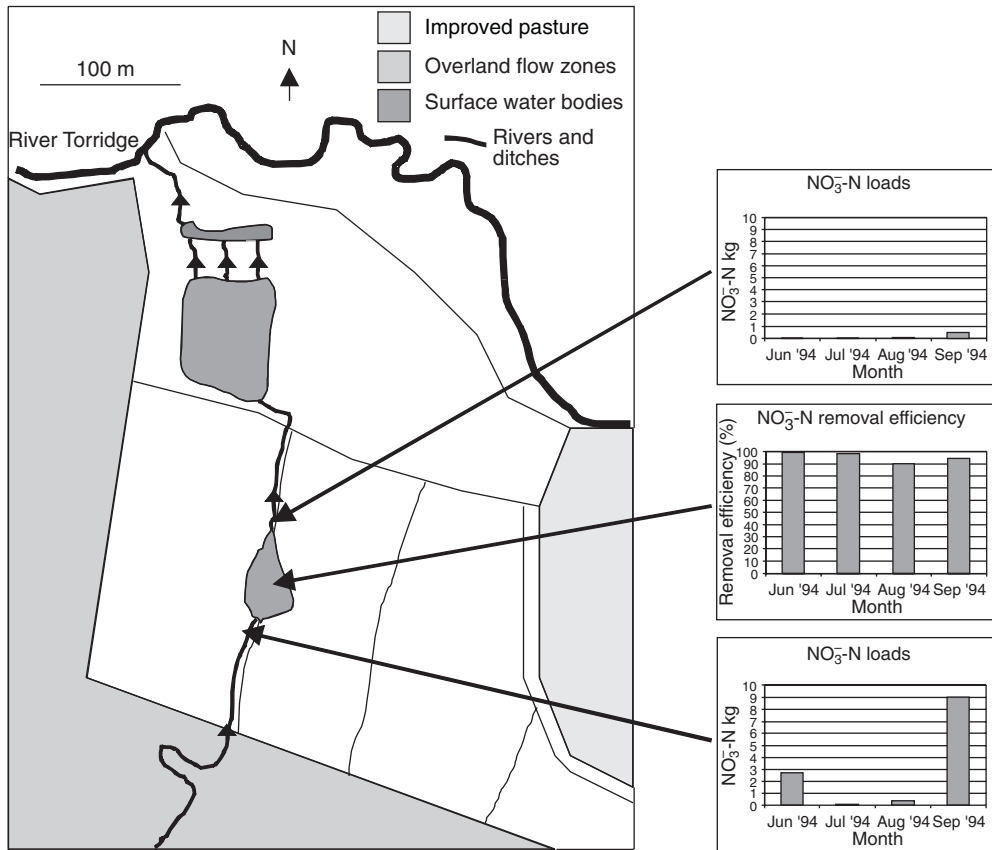 Improved pasture
Overland flow zones
Surface water bodies
Rivers and
ditches
100 m
N
River Torridge
NO₃⁻-N loads
NO₃⁻-N kg
10
9
8
7
6
5
4
3
2
1
0
Jun '94 Jul '94 Aug '94 Sep '94
Month
NO₃⁻-N removal efficiency
Removal efficiency (%)
100
90
80
70
60
50
40
30
20
10
0
Jun '94 Jul '94 Aug '94 Sep '94
Month
NO₃⁻-N loads
NO₃⁻-N kg
10
9
8
7
6
5
4
3
2
1
0
Jun '94 Jul '94 Aug '94 Sep '94
Month